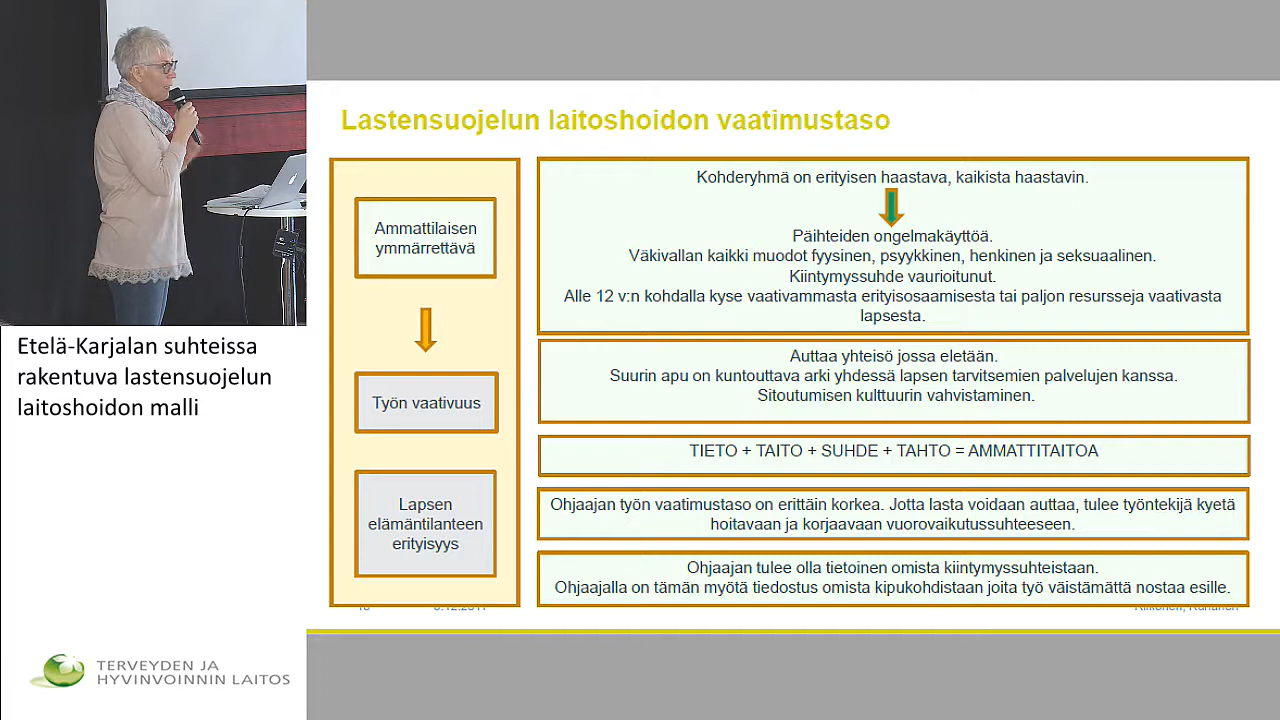 Lastensuojelun laitoshoidon vaatimustaso
Ammattilaisen
ymmärrettävä
Työn vaativuus
Lapsen
elämäntilanteen
erityisyys
Kohderyhmä on erityisen haastava, kaikista haastavin.
Päihteiden ongelmakäyttöä.
Väkivallan kaikki muodot fyysinen, psyykkinen, henkinen ja seksuaalinen.
Kiintymyssuhde vaurioitunut.
Alle 12 v:n kohdalla kyse vaativammasta erityisosaamisesta tai paljon resursseja vaativasta
lapsesta.
Auttaa yhteisö jossa eletään.
Suurin apu on kuntouttava arki yhdessä lapsen tarvitsemien palvelujen kanssa.
Sitoutumisen kulttuurin vahvistaminen.
TIETO + TAITO + SUHDE + TAHTO = AMMATTITAITOA
Ohjaajan työn vaatimustaso on erittäin korkea. Jotta lasta voidaan auttaa, tulee työntekijä kyetä
hoitavaan ja korjaavaan vuorovaikutussuhteeseen.
Ohjaajan tulee olla tietoinen omista kiintymyssuhteistaan.
Ohjaajalla on tämän myötä tiedostus omista kipukohdistaan joita työ väistämättä nostaa esille.
Etelä-Karjalan suhteissa
rakentuva lastensuojelun
laitoshoidon malli
TERVEYDEN JA
HYVINVOINNIN LAITOS